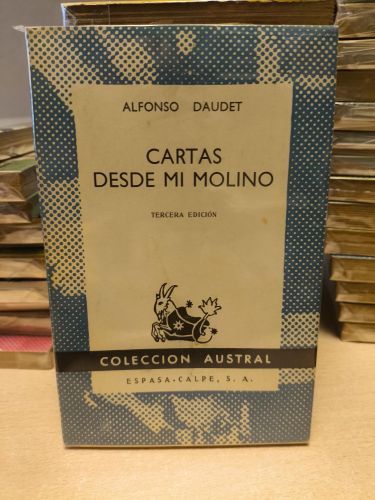 ALFONSO DAUDET
CARTAS
DESDE MI MOLINO
TERCERA EDICIÓN
COLECCION AUSTRAL
ESPASA-CALPE, S. A.